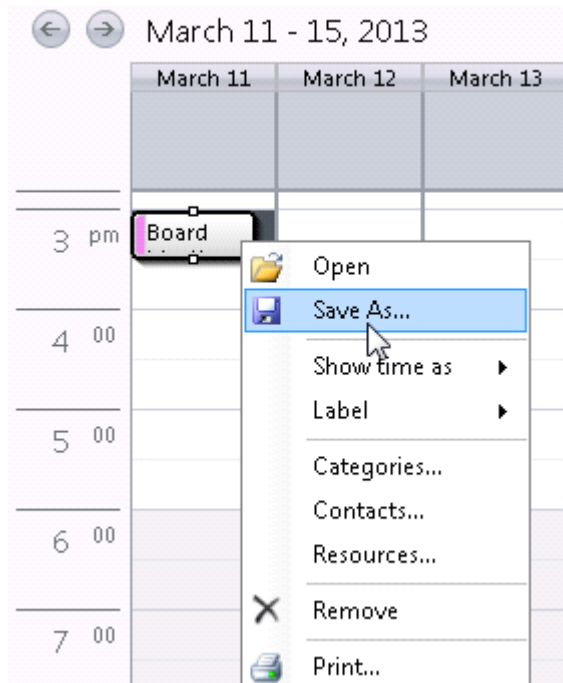 March 11 - 15, 2013
March 11 March 12 March 13
3 pm
Board
4 00
5 00
6 00
7 00
Open
Save As...
Show time as
Label
Categories...
Contacts...
Resources...
Remove
Print...